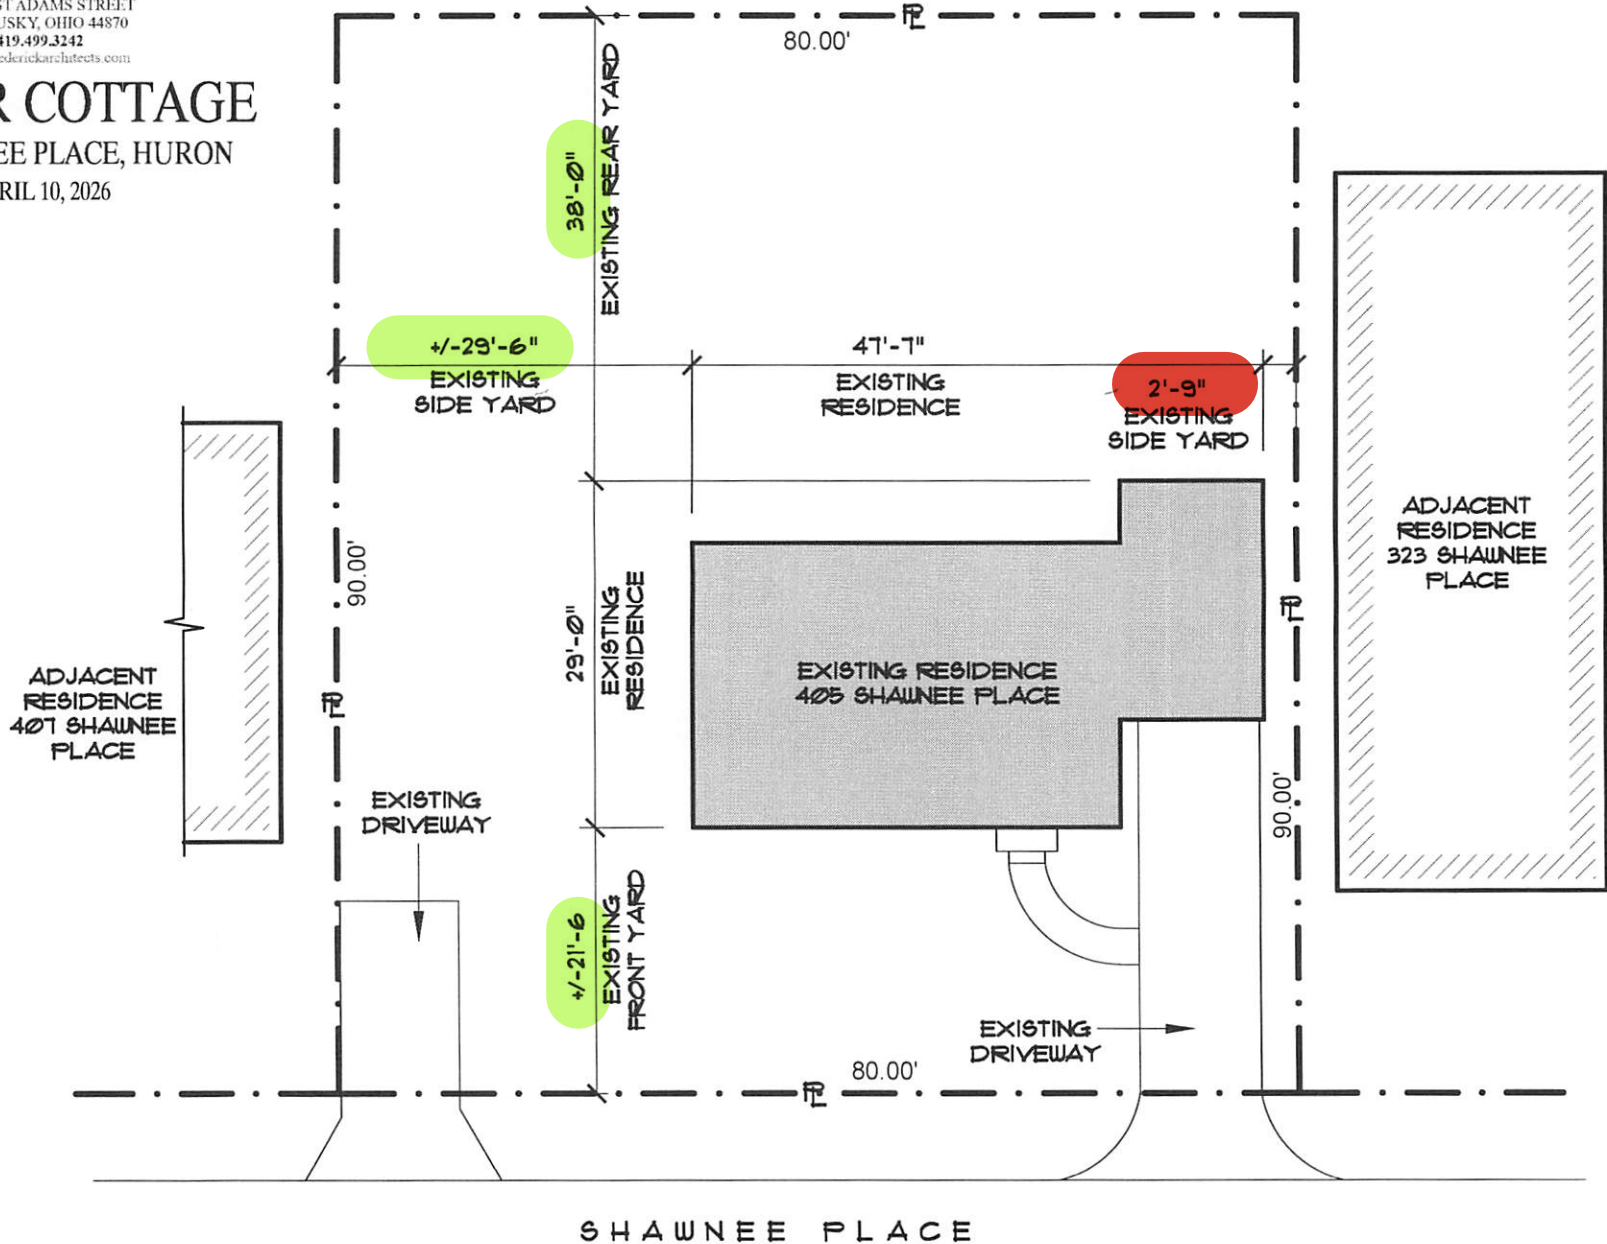 ST ADAMS STREET
USKY, OHIO 44870
419.499.3242
ederickarchitects.com
R COTTAGE
EE PLACE, HURON
RIL 10, 2026
PL
80.00'
38'-0"
EXISTING REAR YARD
+/-29'-6"
EXISTING
SIDE YARD
47'-7"
EXISTING
RESIDENCE
2'-9"
EXISTING
SIDE YARD
ADJACENT
RESIDENCE
323 SHAWNEE
PLACE
90.00'
29'-0"
EXISTING
RESIDENCE
PL
EXISTING RESIDENCE
405 SHAWNEE PLACE
ADJACENT
RESIDENCE
407 SHAWNEE
PLACE
PL
EXISTING
DRIVEWAY
90.00'
+/-21'-6
EXISTING
FRONT YARD
EXISTING
DRIVEWAY
80.00'
PL
SHAWNEE PLACE